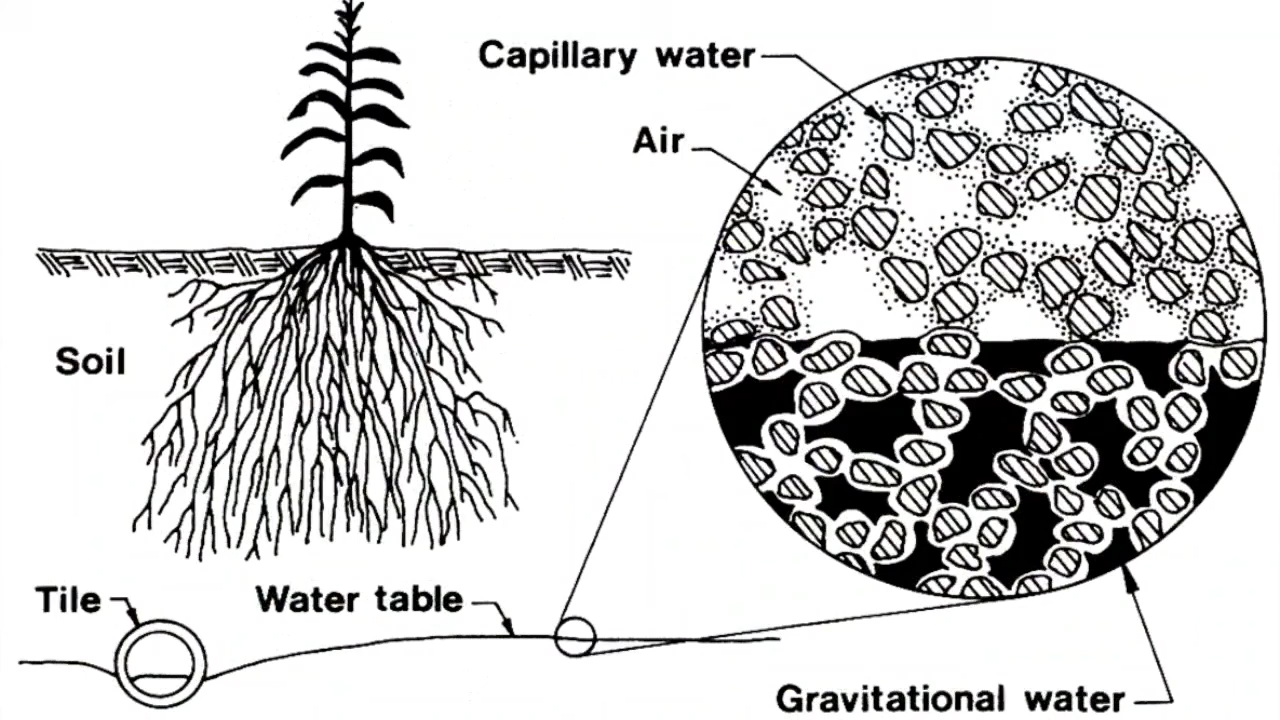 Capillary water
Air
Soil
Tile
Water table
Gravitational water